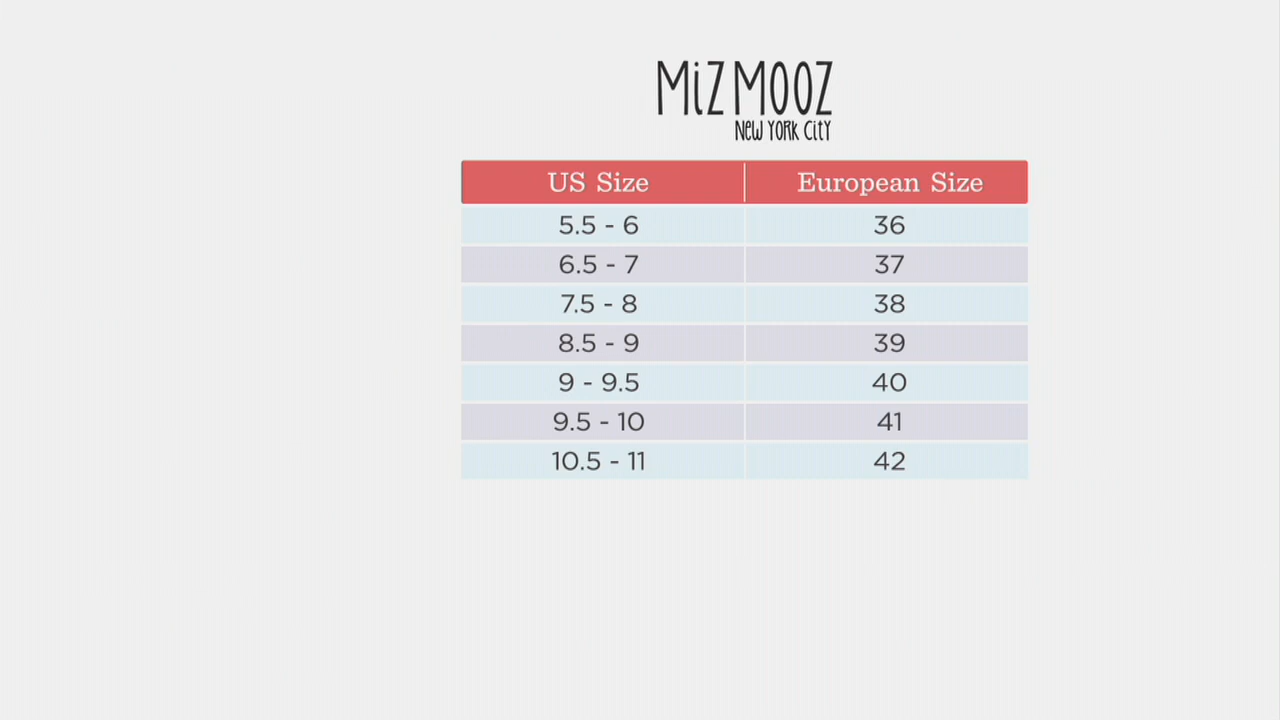 MiZ MOOZ
NEW YORK CiTY
US Size European Size
5.5 - 6 36
6.5 - 7 37
7.5 - 8 38
8.5 - 9 39
9 - 9.5 40
9.5 - 10 41
10.5 - 11 42